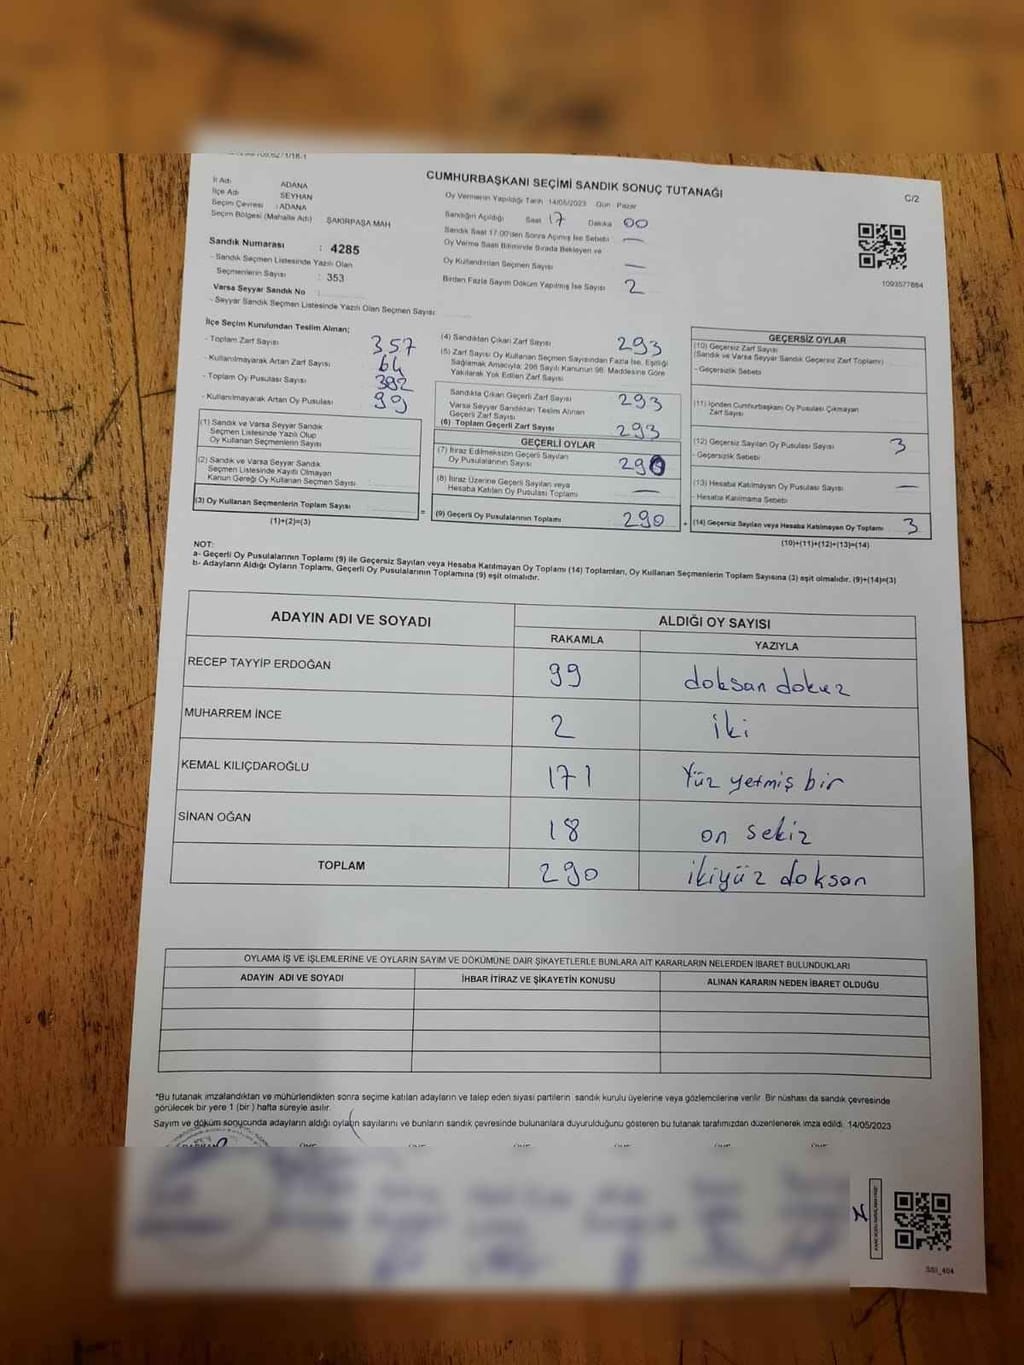 CUMHURBAŞKANI SEÇİMİ SANDIK SONUÇ TUTANAĞI
C/2
İl Adı : ADANA
İlçe Adı : SEYHAN
Seçim Çevresi : ADANA
Seçim Bölgesi (Mahalle Adı) : ŞAKİRPAŞA MAH
Sandık Numarası : 4285
- Sandık Seçmen Listesinde Yazılı Olan
Seçmenlerin Sayısı : 353
Varsa Seyyar Sandık No :
- Seyyar Sandık Seçmen Listesinde Yazılı Olan Seçmen Sayısı:
Oy Vermenin Yapıldığı Tarih 14/05/2023 Gün : Pazar
Sandığın Açıldığı Saat 17 Dakika 00
Sandık Saat 17.00'den Sonra Açılmış İse Sebebi —
Oy Verme Saati Bitiminde Sırada Bekleyen ve
Oy Kullandırılan Seçmen Sayısı —
Birden Fazla Sayım Döküm Yapılmış İse Sayısı 2
1093577884
İlçe Seçim Kurulundan Teslim Alınan;
- Toplam Zarf Sayısı 357
- Kullanılmayarak Artan Zarf Sayısı 64
- Toplam Oy Pusulası Sayısı 382
- Kullanılmayarak Artan Oy Pusulası 99
(1) Sandık ve Varsa Seyyar Sandık
Seçmen Listesinde Yazılı Olup
Oy Kullanan Seçmenlerin Sayısı
(2) Sandık ve Varsa Seyyar Sandık
Seçmen Listesinde Kayıtlı Olmayan
Kanun Gereği Oy Kullanan Seçmen Sayısı :
(3) Oy Kullanan Seçmenlerin Toplam Sayısı
(1)+(2)=(3)
=
(4) Sandıktan Çıkan Zarf Sayısı 293
(5) Zarf Sayısı Oy Kullanan Seçmen Sayısından Fazla İse, Eşitliği
Sağlamak Amacıyla, 298 Sayılı Kanunun 98. Maddesine Göre
Yakılarak Yok Edilen Zarf Sayısı
Sandıkta Çıkan Geçerli Zarf Sayısı 293
Varsa Seyyar Sandıktan Teslim Alınan
Geçerli Zarf Sayısı
(6) Toplam Geçerli Zarf Sayısı 293
GEÇERLİ OYLAR
(7) İtiraz Edilmeksizin Geçerli Sayılan
Oy Pusulalarının Sayısı 290
(8) İtiraz Üzerine Geçerli Sayılan veya
Hesaba Katılan Oy Pusulası Toplamı —
(9) Geçerli Oy Pusulalarının Toplamı 290
+
GEÇERSİZ OYLAR
(10) Geçersiz Zarf Sayısı
(Sandık ve Varsa Seyyar Sandık Geçersiz Zarf Toplamı)
- Geçersizlik Sebebi
(11) İçinden Cumhurbaşkanı Oy Pusulası Çıkmayan
Zarf Sayısı
(12) Geçersiz Sayılan Oy Pusulası Sayısı 3
- Geçersizlik Sebebi
(13) Hesaba Katılmayan Oy Pusulası Sayısı —
- Hesaba Katılmama Sebebi
(14) Geçersiz Sayılan veya Hesaba Katılmayan Oy Toplamı 3
(10)+(11)+(12)+(13)=(14)
NOT:
a- Geçerli Oy Pusulalarının Toplamı (9) ile Geçersiz Sayılan veya Hesaba Katılmayan Oy Toplamı (14) Toplamları, Oy Kullanan Seçmenlerin Toplam Sayısına (3) eşit olmalıdır. (9)+(14)=(3)
b- Adayların Aldığı Oyların Toplamı, Geçerli Oy Pusulalarının Toplamına (9) eşit olmalıdır.
ADAYIN ADI VE SOYADI
ALDIĞI OY SAYISI
RAKAMLA YAZIYLA
RECEP TAYYİP ERDOĞAN 99 doksan dokuz
MUHARREM İNCE 2 iki
KEMAL KILIÇDAROĞLU 171 Yüz yetmiş bir
SİNAN OĞAN 18 on sekiz
TOPLAM 290 ikiyüz doksan
OYLAMA İŞ VE İŞLEMLERİNE VE OYLARIN SAYIM VE DÖKÜMÜNE DAİR ŞİKAYETLERLE BUNLARA AİT KARARLARIN NELERDEN İBARET BULUNDUKLARI
ADAYIN ADI VE SOYADI İHBAR İTİRAZ VE ŞİKAYETİN KONUSU ALINAN KARARIN NEDEN İBARET OLDUĞU
*Bu tutanak imzalandıktan ve mühürlendikten sonra seçime katılan adayların ve talep eden siyasi partilerin sandık kurulu üyelerine veya gözlemcilerine verilir. Bir nüshası da sandık çevresinde
görülecek bir yere 1 (bir) hafta süreyle asılır.
Sayım ve döküm sonucunda adayların aldığı oyların sayılarını ve bunların sandık çevresinde bulunanlara duyurulduğunu gösteren bu tutanak tarafımızdan düzenlenerek imza edildi. 14/05/2023
SSI_404